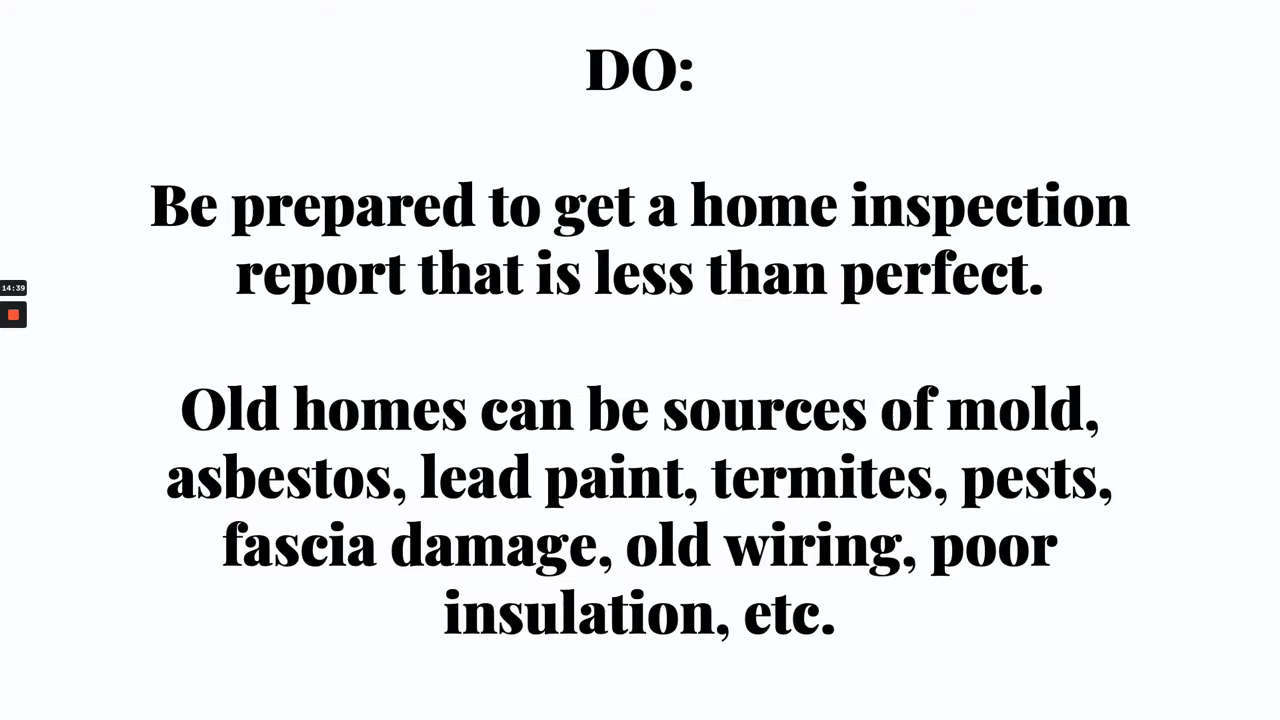 DO:
Be prepared to get a home inspection
report that is less than perfect.
14:39
Old homes can be sources of mold,
asbestos, lead paint, termites, pests,
fascia damage, old wiring, poor
insulation, etc.